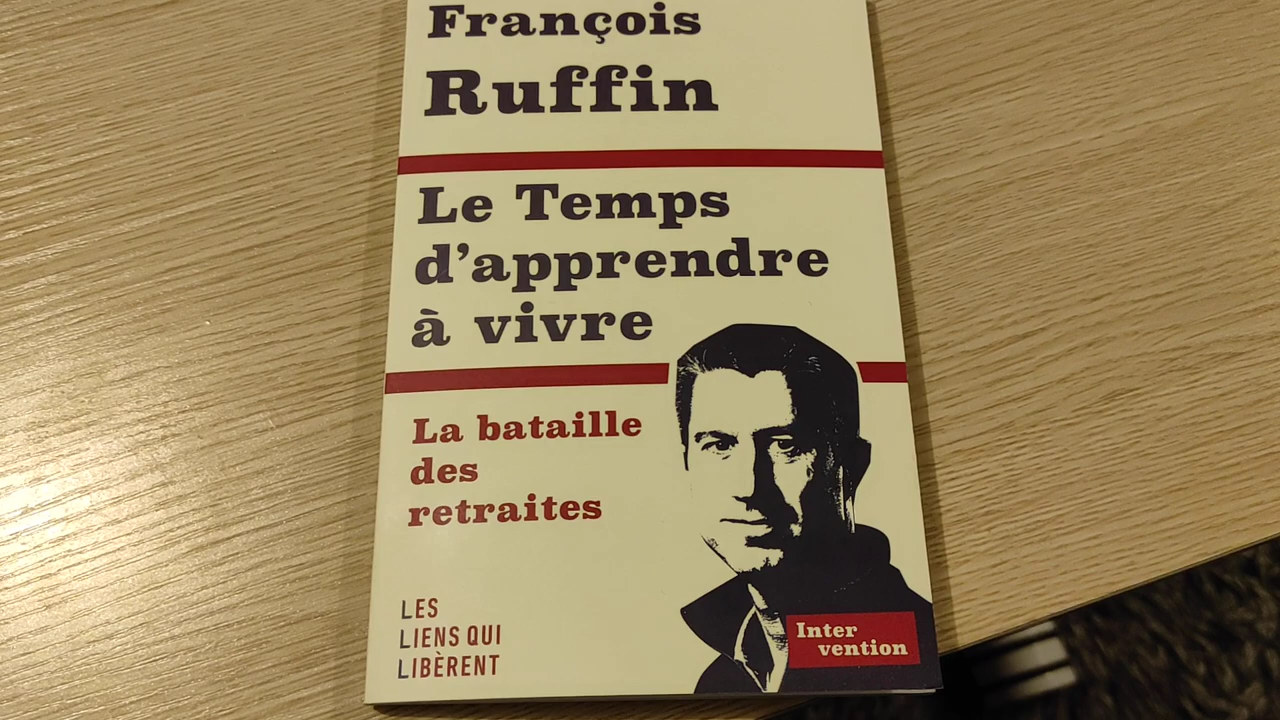 François
Ruffin
Le Temps
d'apprendre
à vivre
La bataille
des
retraites
LES
LIENS QUI
LIBÈRENT
Inter
vention